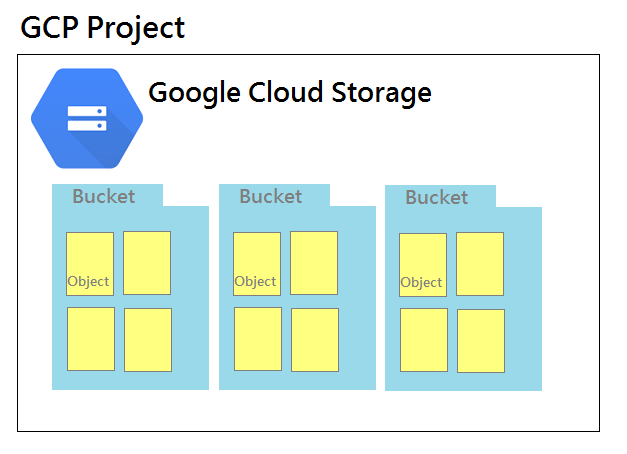 GCP Project
Google Cloud Storage
Bucket
Object
Bucket
Object
Bucket
Object